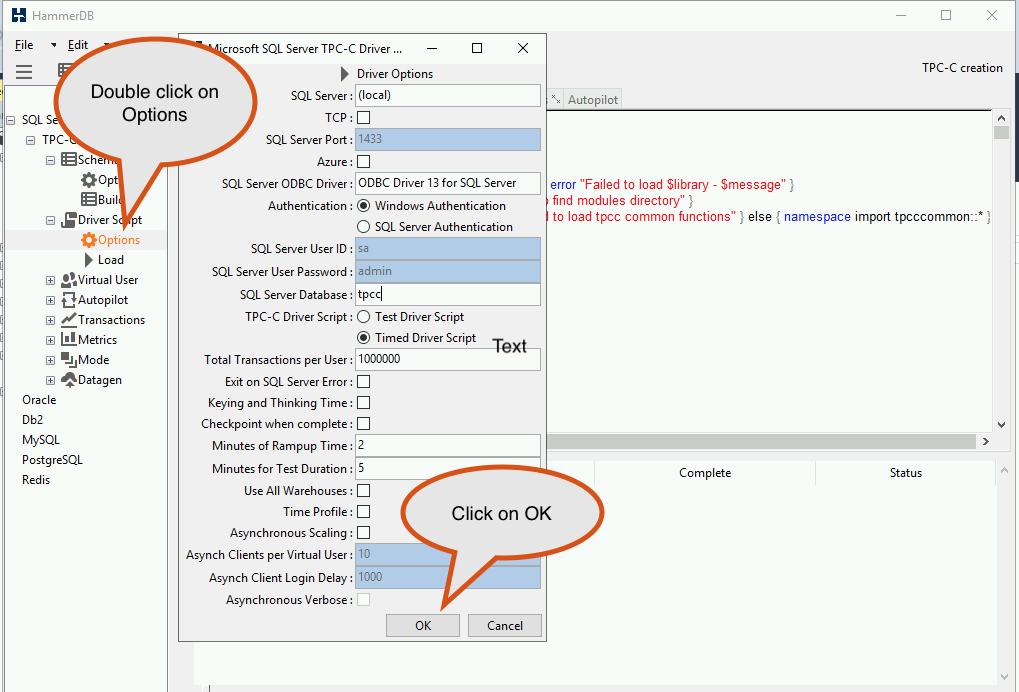 HammerDB
File Edit
TPC-C creation
Double click on
Options
SQL Se
TPC-C
Schem
Opt
Build
Driver Script
Options
Load
Virtual User
Autopilot
Transactions
Metrics
Mode
Datagen
Oracle
Db2
MySQL
PostgreSQL
Redis
Microsoft SQL Server TPC-C Driver ...
Driver Options
SQL Server : (local)
TCP :
SQL Server Port : 1433
Azure :
SQL Server ODBC Driver : ODBC Driver 13 for SQL Server
Authentication : Windows Authentication
SQL Server Authentication
SQL Server User ID : sa
SQL Server User Password : admin
SQL Server Database : tpcc
TPC-C Driver Script : Test Driver Script
Timed Driver Script
Text
Total Transactions per User : 1000000
Exit on SQL Server Error :
Keying and Thinking Time :
Checkpoint when complete :
Minutes of Rampup Time : 2
Minutes for Test Duration : 5
Use All Warehouses :
Time Profile :
Asynchronous Scaling :
Asynch Clients per Virtual User : 10
Asynch Client Login Delay : 1000
Asynchronous Verbose :
OK Cancel
Click on OK
Autopilot
error "Failed to load $library - $message" }
find modules directory" }
to load tpcc common functions" } else { namespace import tpcccommon::* }
Complete Status